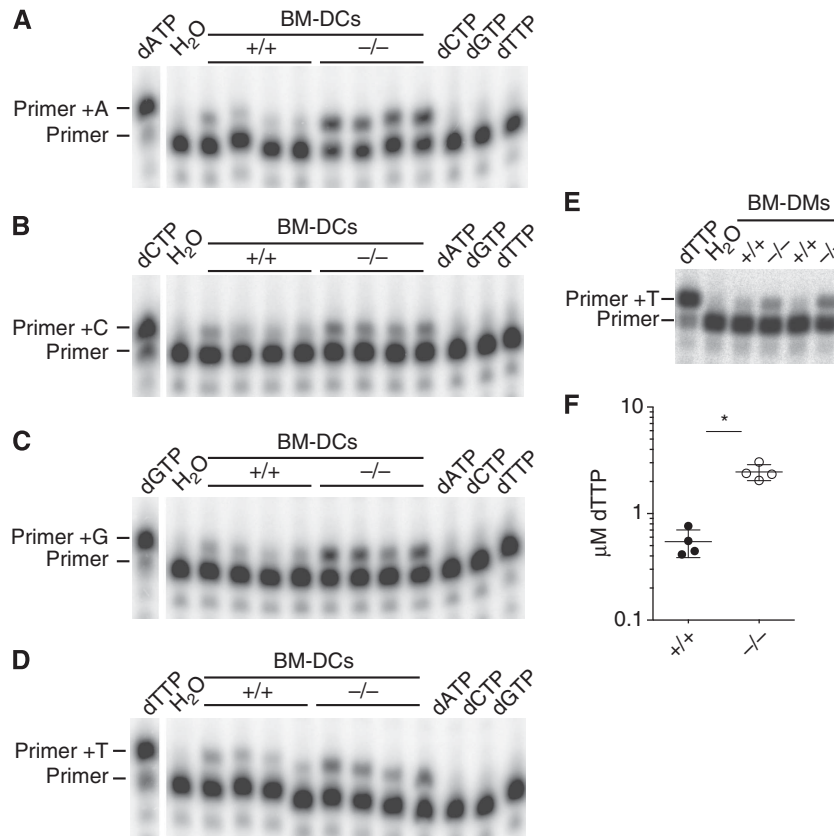 A
dATP H2O BM-DCs dCTP dGTP dTTP
+/+ –/–
Primer +A
Primer
B
dCTP H2O BM-DCs dATP dGTP dTTP
+/+ –/–
Primer +C
Primer
C
dGTP H2O BM-DCs dATP dCTP dTTP
+/+ –/–
Primer +G
Primer
D
dTTP H2O BM-DCs dATP dCTP dGTP
+/+ –/–
Primer +T
Primer
E
BM-DMs
dTTP H2O +/+ –/– +/+ –/–
Primer +T
Primer
F
10
*
1
0.1
µM dTTP
+/+ –/–